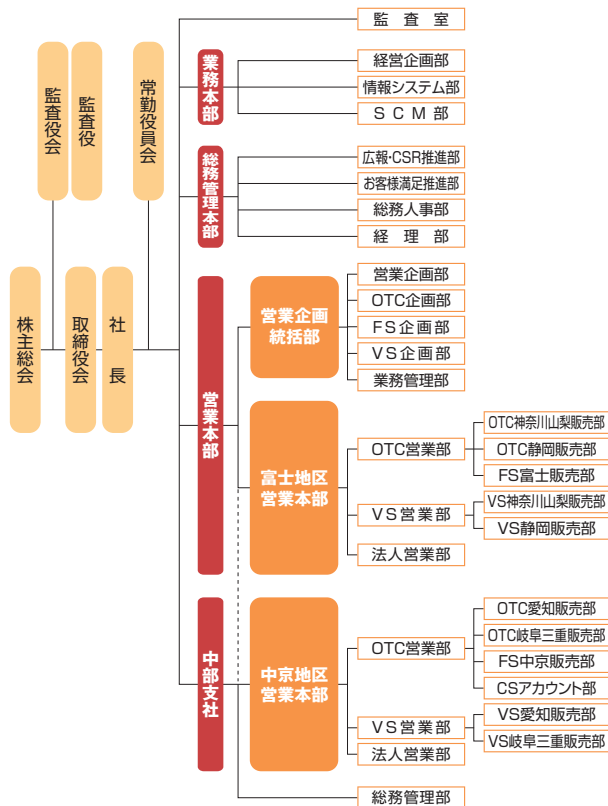 監査室
業務本部
経営企画部
情報システム部
SCM部
監査役会
監査役
常勤役員会
総務管理本部
広報・CSR推進部
お客様満足推進部
総務人事部
経理部
株主総会
取締役会
社長
営業本部
営業企画
統括部
営業企画部
OTC企画部
FS企画部
VS企画部
業務管理部
富士地区
営業本部
OTC営業部
OTC神奈川山梨販売部
OTC静岡販売部
FS富士販売部
VS営業部
VS神奈川山梨販売部
VS静岡販売部
法人営業部
中部支社
中京地区
営業本部
OTC営業部
OTC愛知販売部
OTC岐阜三重販売部
FS中京販売部
CSアカウント部
VS営業部
VS愛知販売部
VS岐阜三重販売部
法人営業部
総務管理部